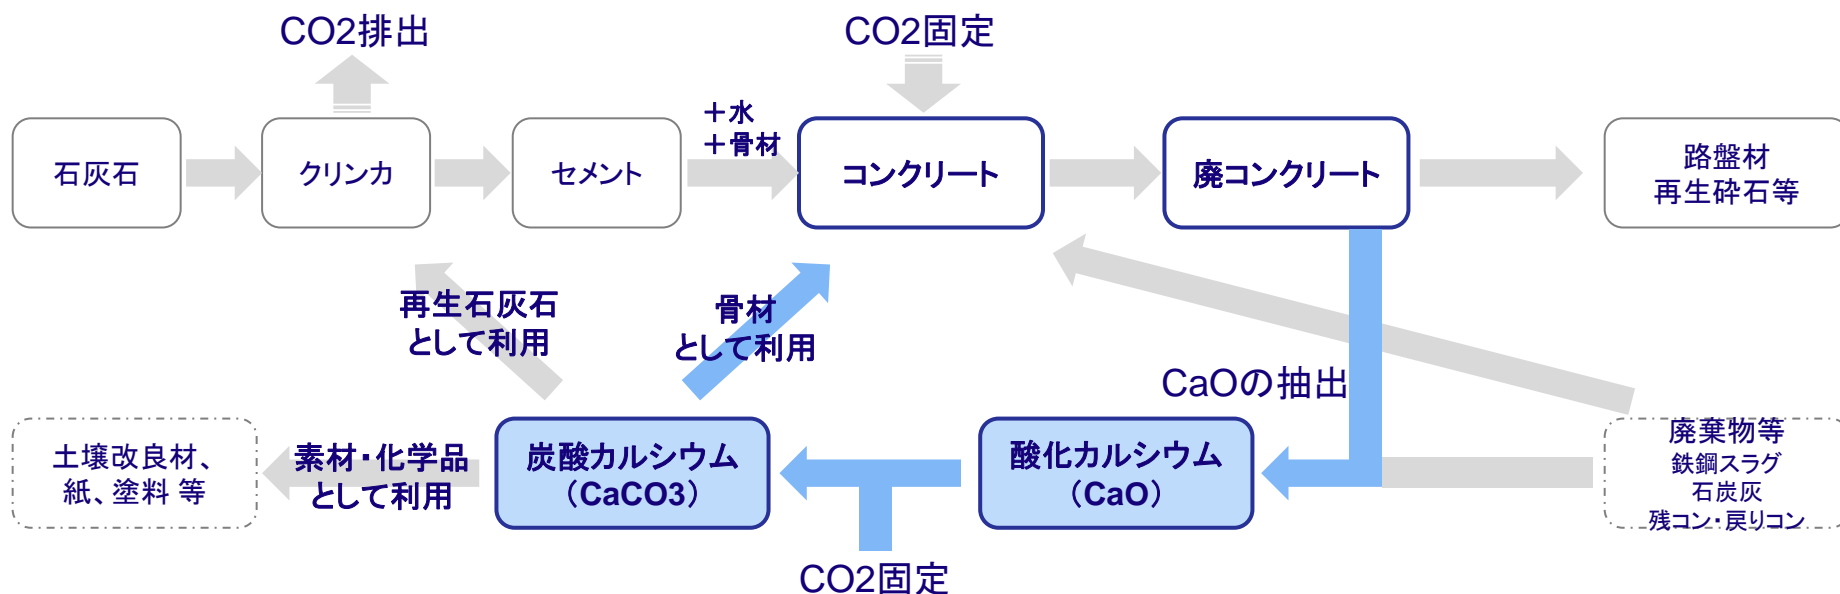 CO2排出
CO2固定
＋水
＋骨材
石灰石
クリンカ
セメント
コンクリート
廃コンクリート
路盤材
再生砕石等
再生石灰石
として利用
骨材
として利用
CaOの抽出
土壌改良材、
紙、塗料 等
素材・化学品
として利用
炭酸カルシウム
（CaCO3）
酸化カルシウム
（CaO）
廃棄物等
鉄鋼スラグ
石炭灰
残コン・戻りコン
CO2固定